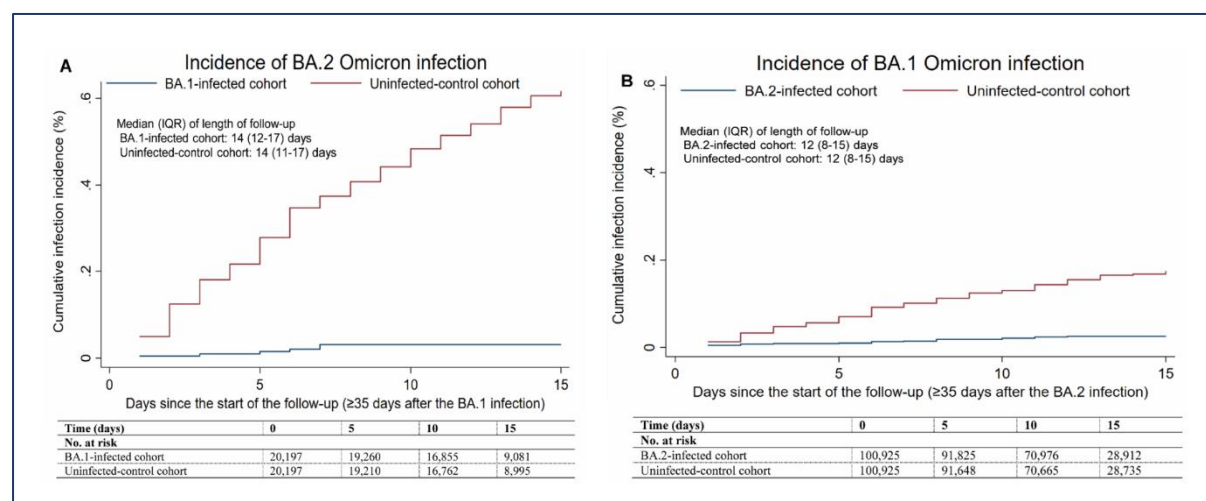 A
Incidence of BA.2 Omicron infection
BA.1-infected cohort
Uninfected-control cohort
Median (IQR) of length of follow-up
BA.1-infected cohort: 14 (12-17) days
Uninfected-control cohort: 14 (11-17) days
Cumulative infection incidence (%)
.6
.4
.2
0
0 5 10 15
Days since the start of the follow-up (≥35 days after the BA.1 infection)
Time (days) 0 5 10 15
No. at risk
BA.1-infected cohort 20,197 19,260 16,855 9,081
Uninfected-control cohort 20,197 19,210 16,762 8,995
B
Incidence of BA.1 Omicron infection
BA.2-infected cohort
Uninfected-control cohort
Median (IQR) of length of follow-up
BA.2-infected cohort: 12 (8-15) days
Uninfected-control cohort: 12 (8-15) days
Cumulative infection incidence (%)
.6
.4
.2
0
0 5 10 15
Days since the start of the follow-up (≥35 days after the BA.2 infection)
Time (days) 0 5 10 15
No. at risk
BA.2-infected cohort 100,925 91,825 70,976 28,912
Uninfected-control cohort 100,925 91,648 70,665 28,735